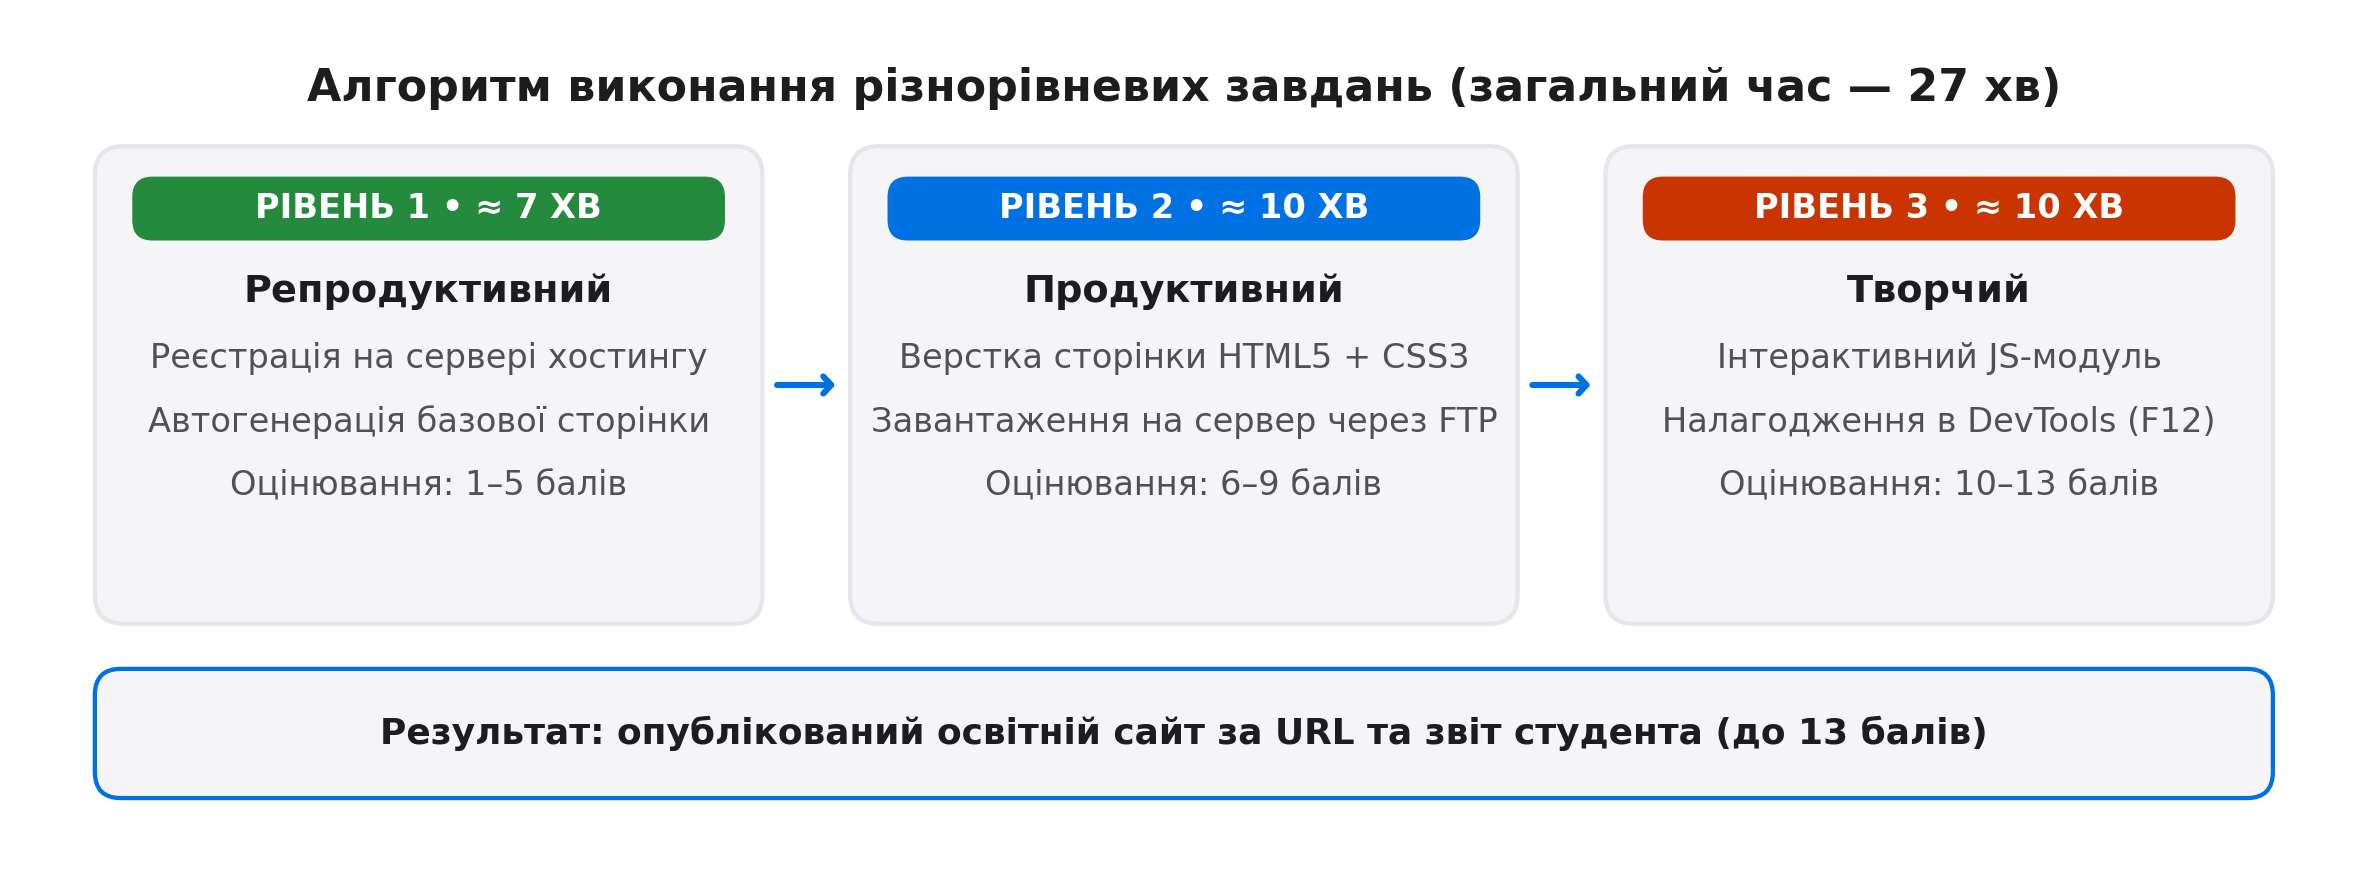 Алгоритм виконання різнорівневих завдань (загальний час — 27 хв)
РІВЕНЬ 1 • ≈ 7 ХВ
Репродуктивний
Реєстрація на сервері хостингу
Автогенерація базової сторінки
Оцінювання: 1–5 балів
→
РІВЕНЬ 2 • ≈ 10 ХВ
Продуктивний
Верстка сторінки HTML5 + CSS3
Завантаження на сервер через FTP
Оцінювання: 6–9 балів
→
РІВЕНЬ 3 • ≈ 10 ХВ
Творчий
Інтерактивний JS-модуль
Налагодження в DevTools (F12)
Оцінювання: 10–13 балів
Результат: опублікований освітній сайт за URL та звіт студента (до 13 балів)